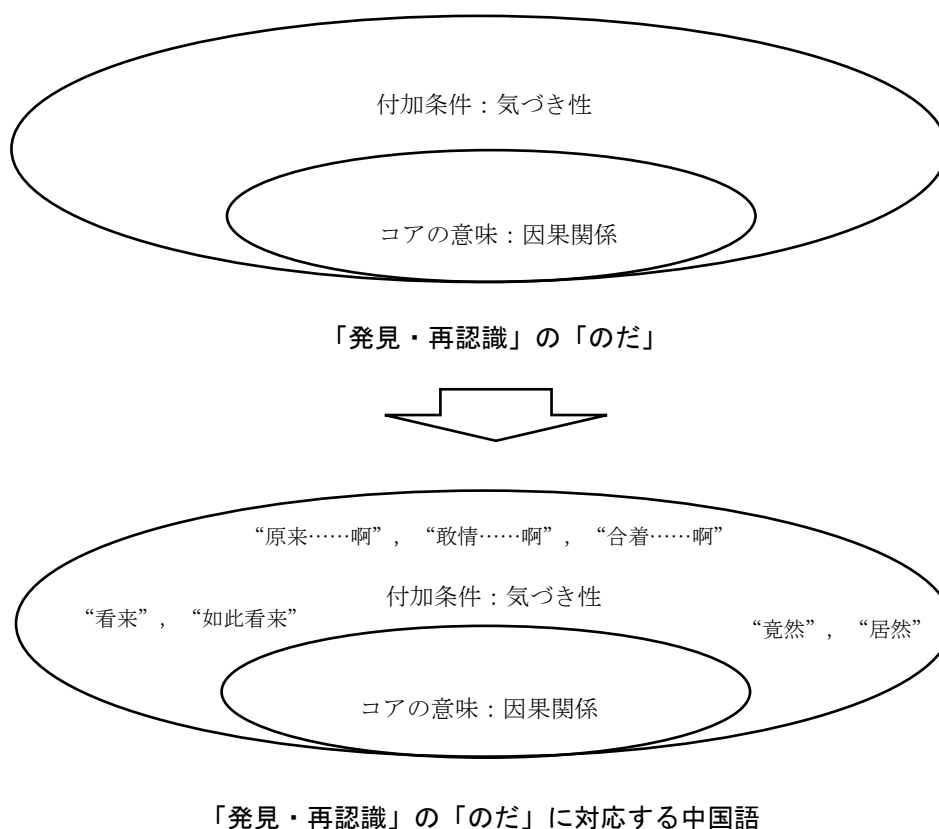 付加条件：気づき性
コアの意味：因果関係
「発見・再認識」の「のだ」
“原来……啊”，“敢情……啊”，“合着……啊”
付加条件：気づき性
“看来”，“如此看来”
“竟然”，“居然”
コアの意味：因果関係
「発見・再認識」の「のだ」に対応する中国語